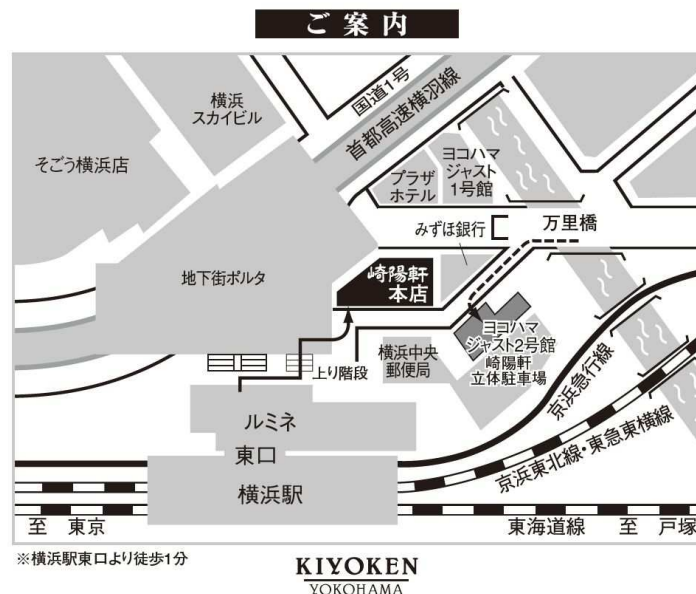 ご案内
横浜
スカイビル
そごう横浜店
国道1号
首都高速横羽線
ヨコハマ
ジャスト
1号館
プラザ
ホテル
みずほ銀行
万里橋
地下街ポルタ
崎陽軒
本店
ヨコハマ
ジャスト2号館
崎陽軒
立体駐車場
上り階段
横浜中央
郵便局
京浜急行線
ルミネ
東口
横浜駅
京浜東北線・東急東横線
至 東京
東海道線 至 戸塚
※横浜駅東口より徒歩1分
KIYOKEN
YOKOHAMA